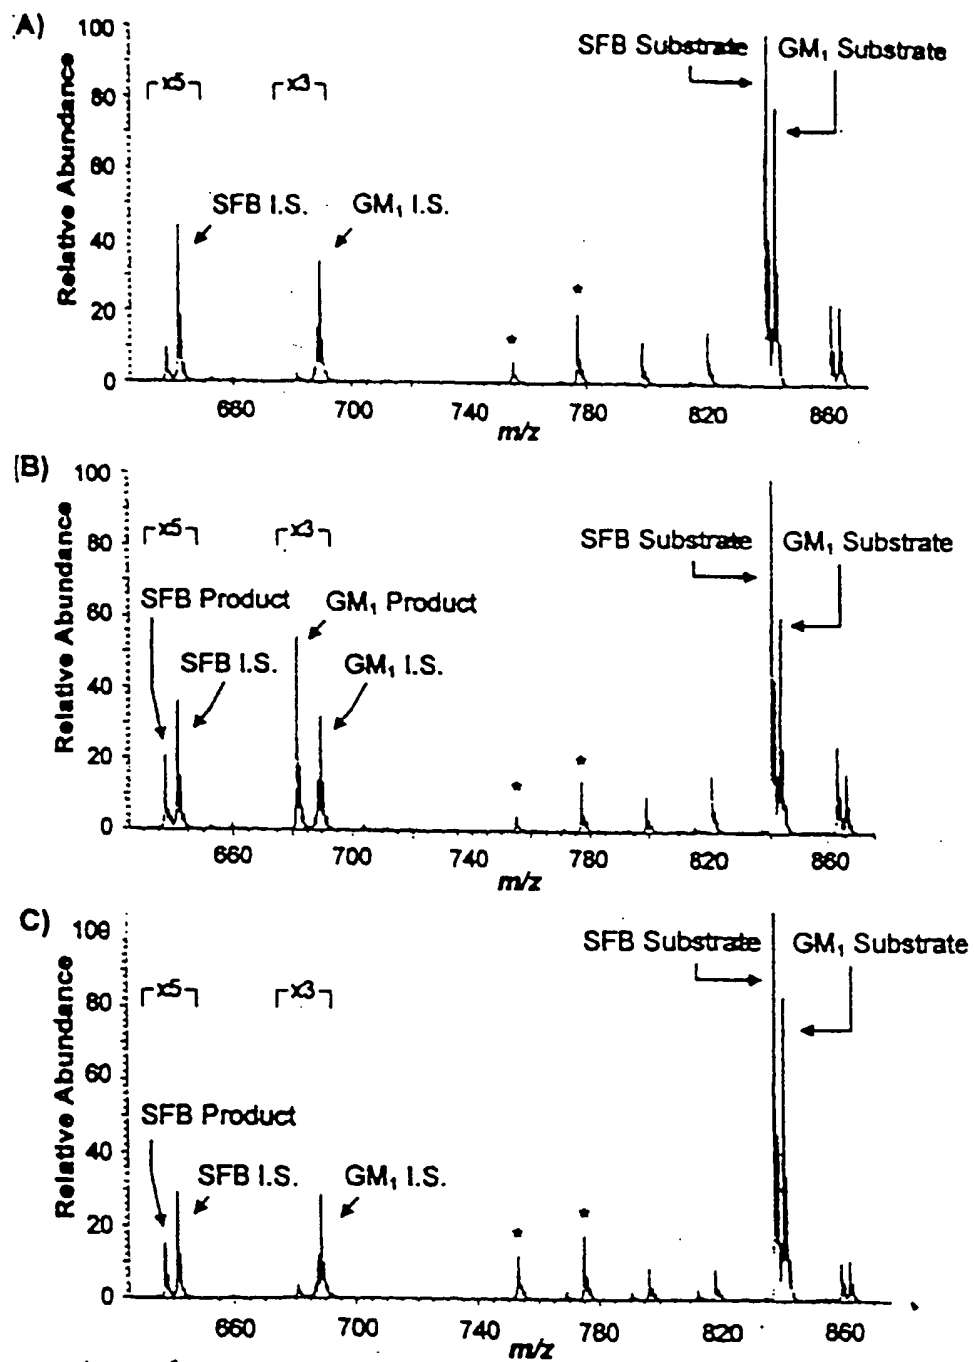 A)
100
80
60
40
20
0
Relative Abundance
x5
x3
SFB Substrate
GM₁ Substrate
SFB I.S.
GM₁ I.S.
*
*
660
700
740
780
820
860
m/z
(B)
100
80
60
40
20
0
Relative Abundance
x5
x3
SFB Substrate
GM₁ Substrate
SFB Product
GM₁ Product
SFB I.S.
GM₁ I.S.
*
*
660
700
740
780
820
860
m/z
C)
100
80
60
40
20
0
Relative Abundance
x5
x3
SFB Substrate
GM₁ Substrate
SFB Product
SFB I.S.
GM₁ I.S.
*
*
660
700
740
780
820
860
m/z